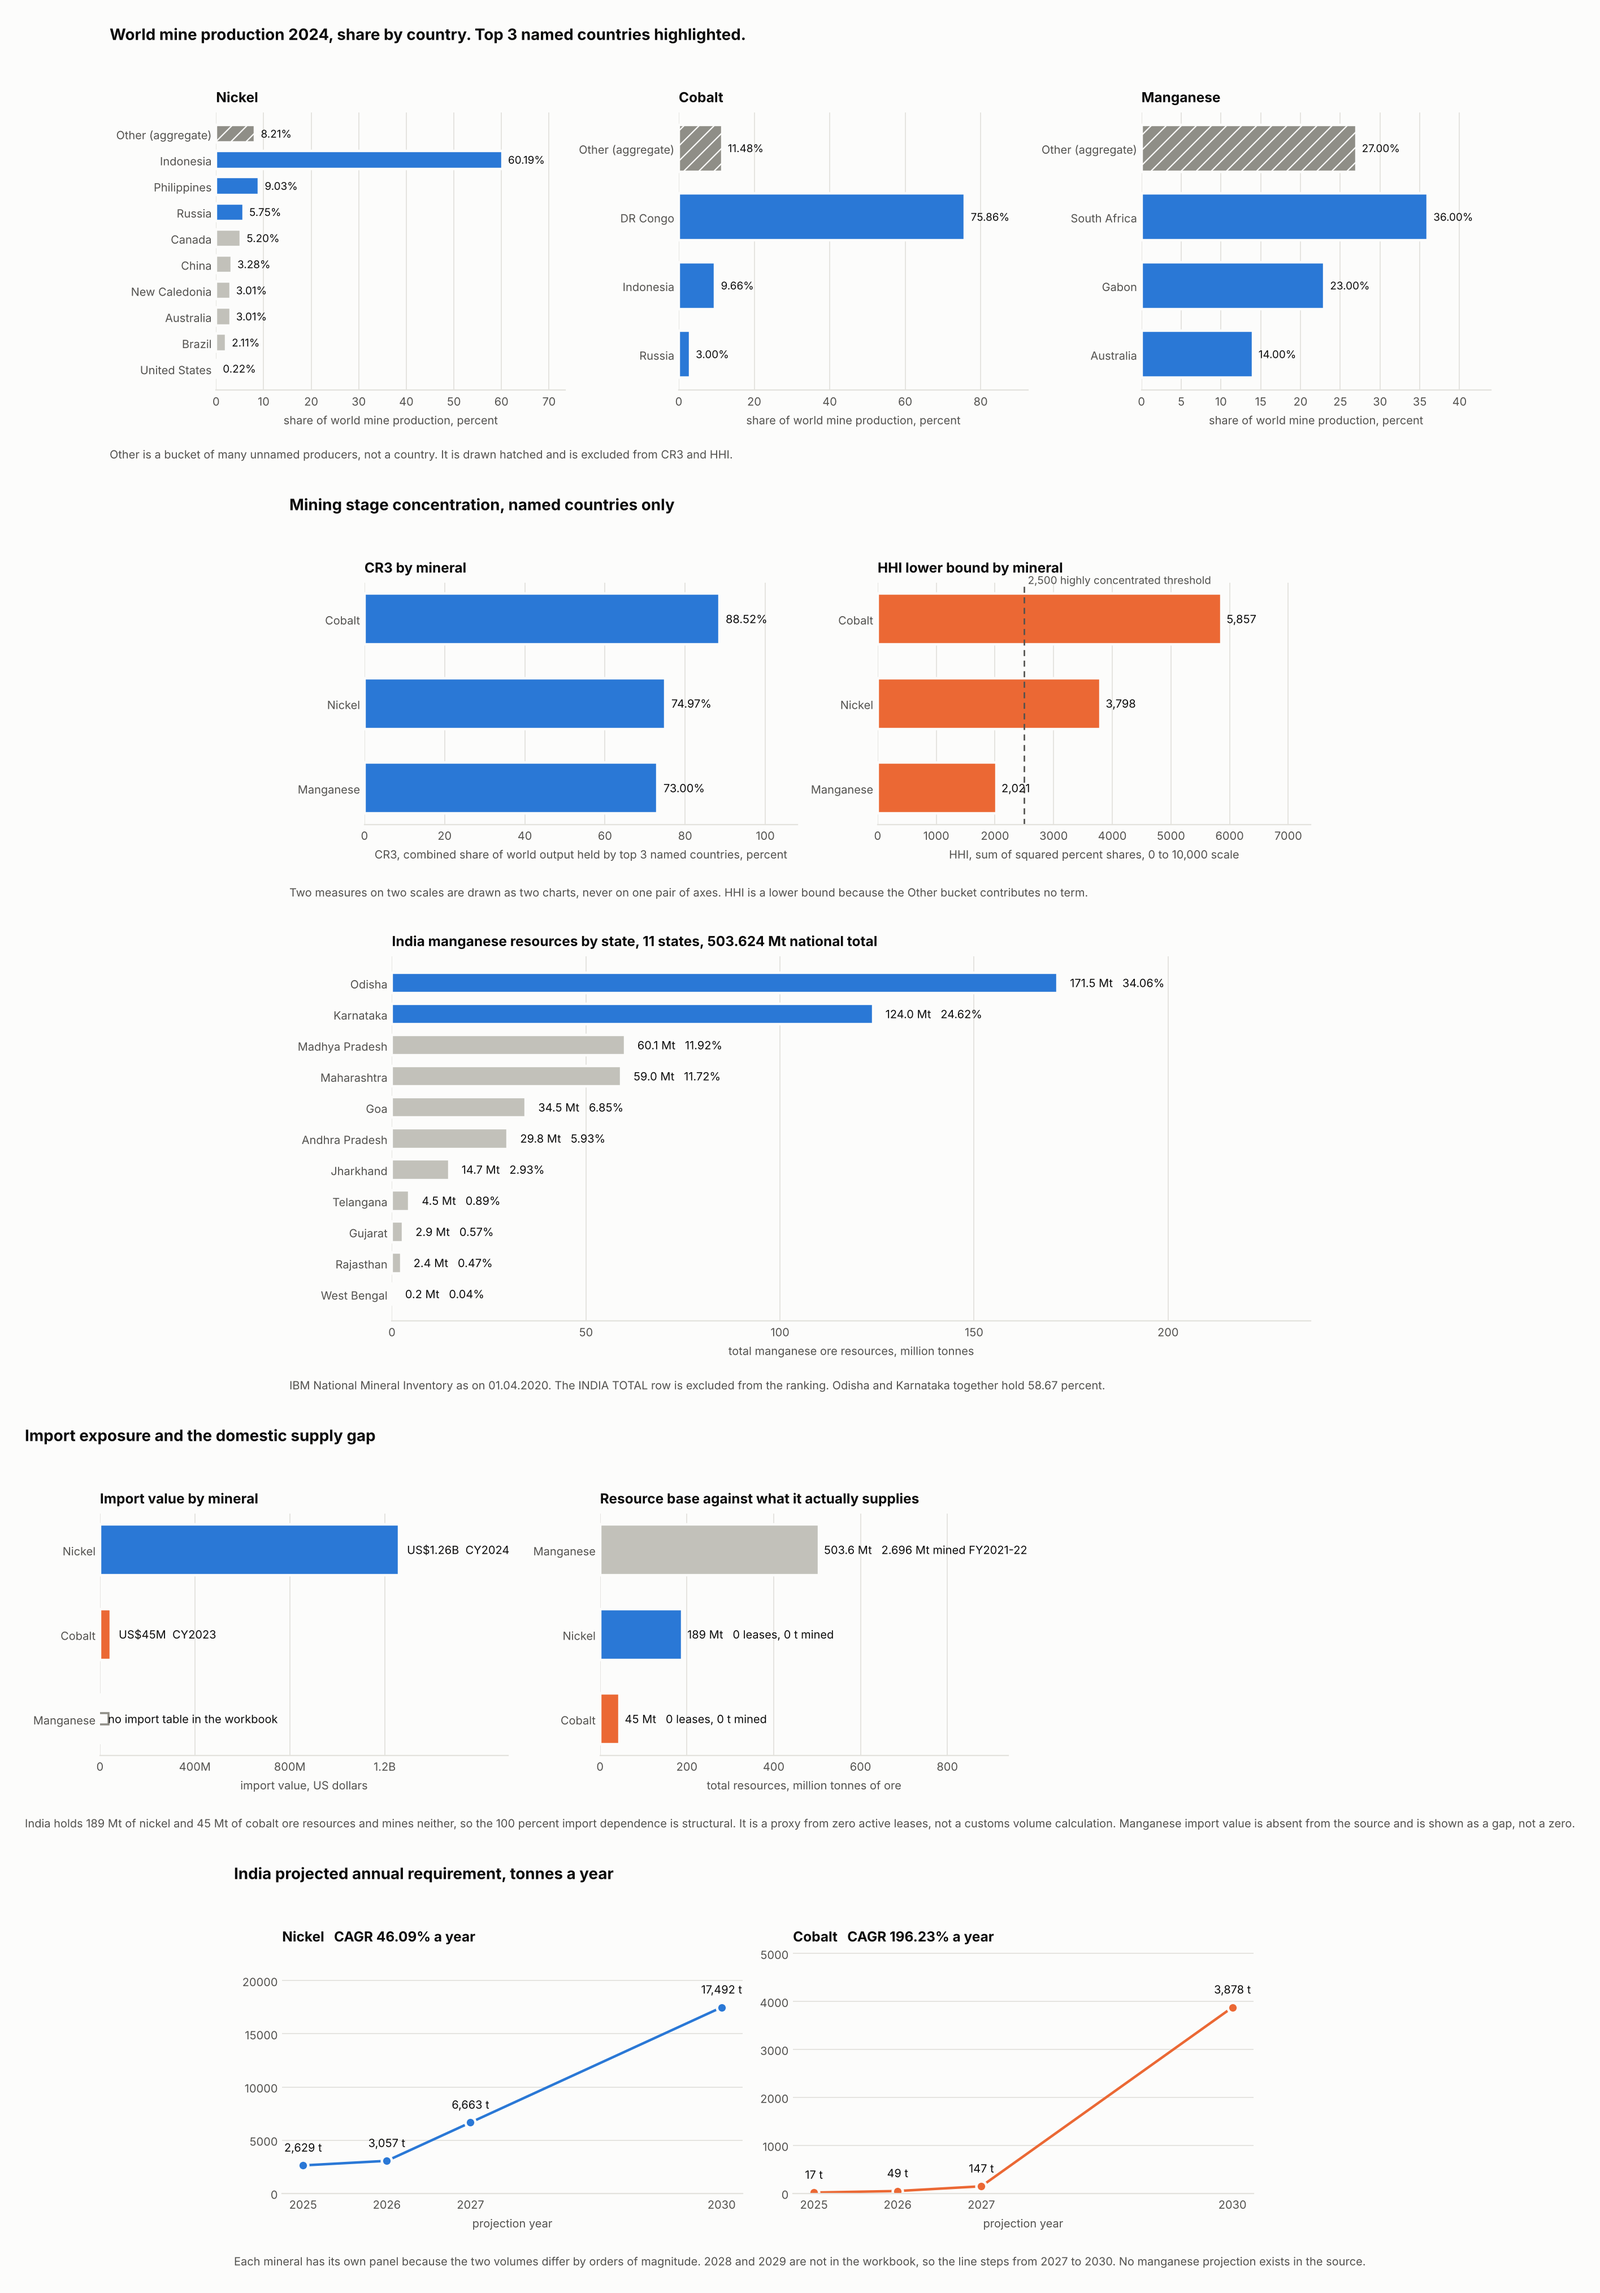 World mine production 2024, share by country. Top 3 named countries highlighted.
Nickel
Other (aggregate) 8.21%
Indonesia 60.19%
Philippines 9.03%
Russia 5.75%
Canada 5.20%
China 3.28%
New Caledonia 3.01%
Australia 3.01%
Brazil 2.11%
United States 0.22%
0 10 20 30 40 50 60 70
share of world mine production, percent
Cobalt
Other (aggregate) 11.48%
DR Congo 75.86%
Indonesia 9.66%
Russia 3.00%
0 20 40 60 80
share of world mine production, percent
Manganese
Other (aggregate) 27.00%
South Africa 36.00%
Gabon 23.00%
Australia 14.00%
0 5 10 15 20 25 30 35 40
share of world mine production, percent
Other is a bucket of many unnamed producers, not a country. It is drawn hatched and is excluded from CR3 and HHI.
Mining stage concentration, named countries only
CR3 by mineral
Cobalt 88.52%
Nickel 74.97%
Manganese 73.00%
0 20 40 60 80 100
CR3, combined share of world output held by top 3 named countries, percent
HHI lower bound by mineral
2,500 highly concentrated threshold
Cobalt 5,857
Nickel 3,798
Manganese 2,021
0 1000 2000 3000 4000 5000 6000 7000
HHI, sum of squared percent shares, 0 to 10,000 scale
Two measures on two scales are drawn as two charts, never on one pair of axes. HHI is a lower bound because the Other bucket contributes no term.
India manganese resources by state, 11 states, 503.624 Mt national total
Odisha 171.5 Mt 34.06%
Karnataka 124.0 Mt 24.62%
Madhya Pradesh 60.1 Mt 11.92%
Maharashtra 59.0 Mt 11.72%
Goa 34.5 Mt 6.85%
Andhra Pradesh 29.8 Mt 5.93%
Jharkhand 14.7 Mt 2.93%
Telangana 4.5 Mt 0.89%
Gujarat 2.9 Mt 0.57%
Rajasthan 2.4 Mt 0.47%
West Bengal 0.2 Mt 0.04%
0 50 100 150 200
total manganese ore resources, million tonnes
IBM National Mineral Inventory as on 01.04.2020. The INDIA TOTAL row is excluded from the ranking. Odisha and Karnataka together hold 58.67 percent.
Import exposure and the domestic supply gap
Import value by mineral
Nickel US$1.26B CY2024
Cobalt US$45M CY2023
Manganese no import table in the workbook
0 400M 800M 1.2B
import value, US dollars
Resource base against what it actually supplies
Manganese 503.6 Mt 2.696 Mt mined FY2021-22
Nickel 189 Mt 0 leases, 0 t mined
Cobalt 45 Mt 0 leases, 0 t mined
0 200 400 600 800
total resources, million tonnes of ore
India holds 189 Mt of nickel and 45 Mt of cobalt ore resources and mines neither, so the 100 percent import dependence is structural. It is a proxy from zero active leases, not a customs volume calculation. Manganese import value is absent from the source and is shown as a gap, not a zero.
India projected annual requirement, tonnes a year
Nickel CAGR 46.09% a year
20000
15000
10000
5000
0
2,629 t
3,057 t
6,663 t
17,492 t
2025 2026 2027 2030
projection year
Cobalt CAGR 196.23% a year
5000
4000
3000
2000
1000
0
17 t
49 t
147 t
3,878 t
2025 2026 2027 2030
projection year
Each mineral has its own panel because the two volumes differ by orders of magnitude. 2028 and 2029 are not in the workbook, so the line steps from 2027 to 2030. No manganese projection exists in the source.